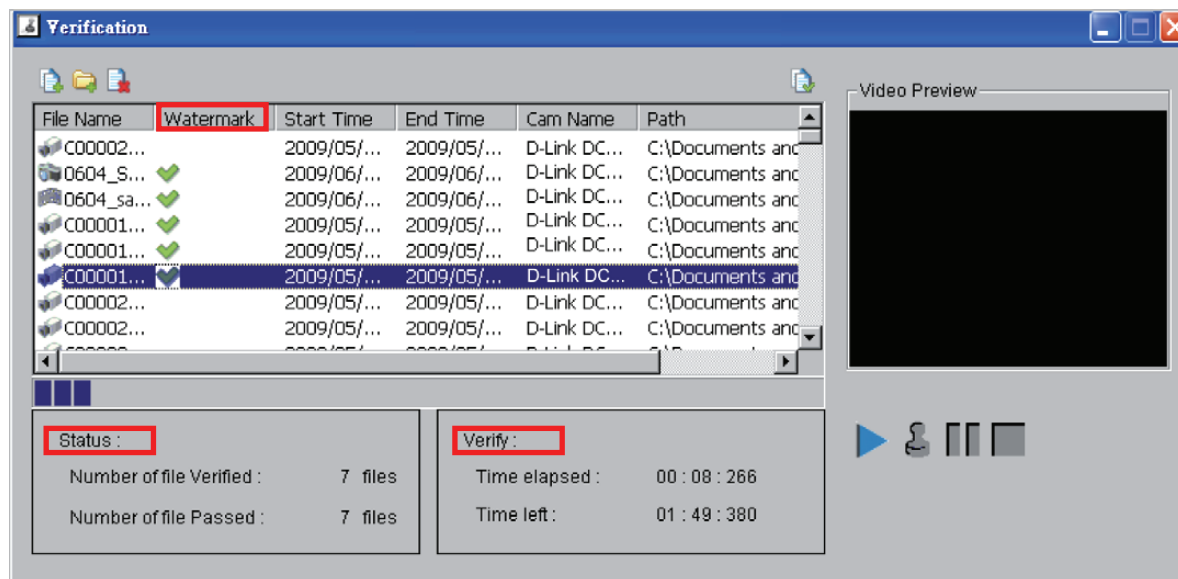 Verification
Video Preview
File Name Watermark Start Time End Time Cam Name Path
C00002... 2009/05/... 2009/05/... D-Link DC... C:\Documents and
0604_S... 2009/06/... 2009/06/... D-Link DC... C:\Documents and
0604_sa... 2009/06/... 2009/06/... D-Link DC... C:\Documents and
C00001... 2009/05/... 2009/05/... D-Link DC... C:\Documents and
C00001... 2009/05/... 2009/05/... D-Link DC... C:\Documents and
C00001... 2009/05/... 2009/05/... D-Link DC... C:\Documents and
C00002... 2009/05/... 2009/05/... D-Link DC... C:\Documents and
C00002... 2009/05/... 2009/05/... D-Link DC... C:\Documents and
Status :
Number of file Verified : 7 files
Number of file Passed : 7 files
Verify :
Time elapsed : 00 : 08 : 266
Time left : 01 : 49 : 380